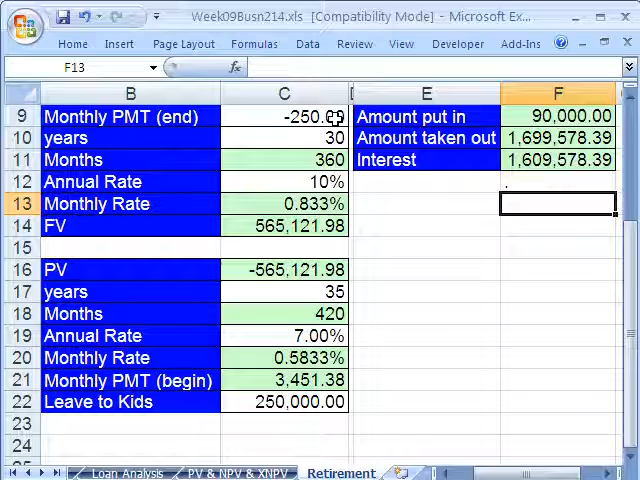 Week09Busn214.xls [Compatibility Mode] - Microsoft Ex...
Home Insert Page Layout Formulas Data Review View Developer Add-Ins
F13 fx
B C D E F
9 Monthly PMT (end) -250.00 Amount put in 90,000.00
10 years 30 Amount taken out 1,699,578.39
11 Months 360 Interest 1,609,578.39
12 Annual Rate 10% .
13 Monthly Rate 0.833%
14 FV 565,121.98
15
16 PV -565,121.98
17 years 35
18 Months 420
19 Annual Rate 7.00%
20 Monthly Rate 0.5833%
21 Monthly PMT (begin) 3,451.38
22 Leave to Kids 250,000.00
23
24
Loan Analysis PV & NPV & XNPV Retirement